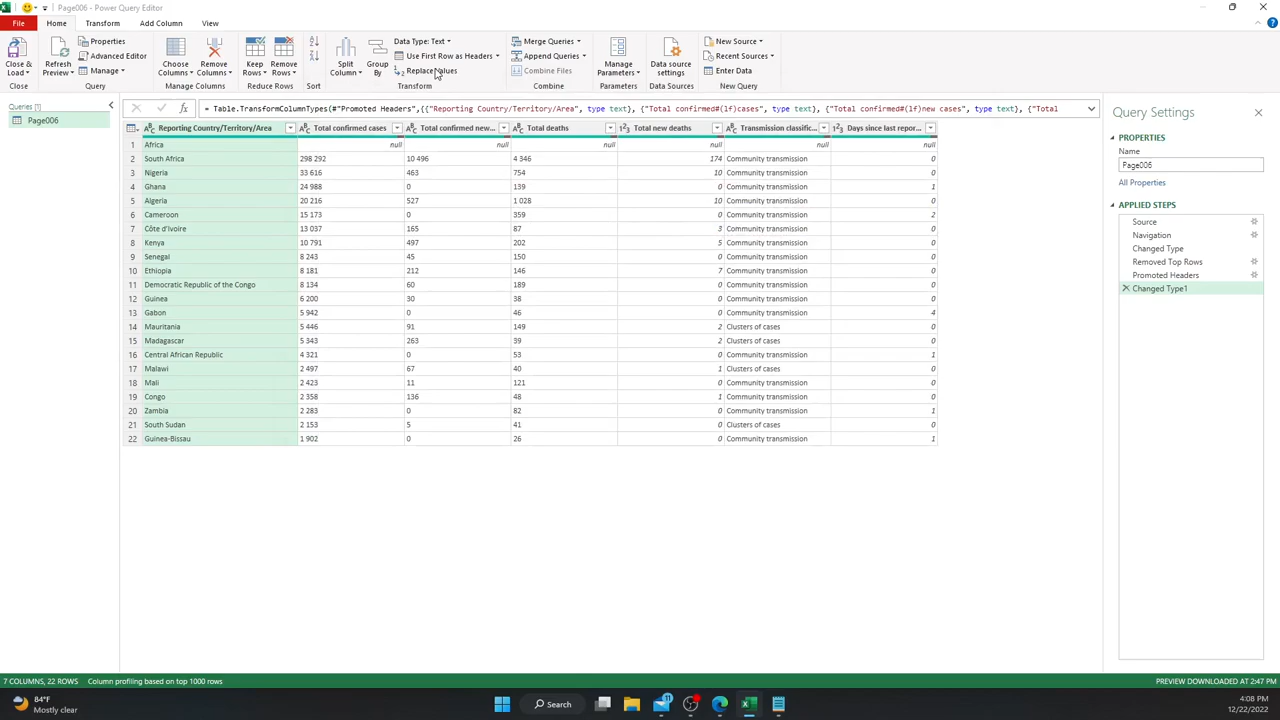 Page006 - Power Query Editor
File Home Transform Add Column View
Close & Load
Close
Refresh Preview
Properties
Advanced Editor
Manage
Query
Choose Columns
Remove Columns
Manage Columns
Keep Rows
Remove Rows
Reduce Rows
Sort
Split Column
Group By
Data Type: Text
Use First Row as Headers
Replace Values
Transform
Merge Queries
Append Queries
Combine Files
Combine
Manage Parameters
Parameters
Data source settings
Data Sources
New Source
Recent Sources
Enter Data
New Query
Queries [1]
Page006
= Table.TransformColumnTypes(#"Promoted Headers",{{"Reporting Country/Territory/Area", type text}, {"Total confirmed#(lf)cases", type text}, {"Total confirmed#(lf)new cases", type text}, {"Total
Reporting Country/Territory/Area Total confirmed cases Total confirmed new... Total deaths Total new deaths Transmission classific... Days since last repor...
1 Africa null null null null null null
2 South Africa 298 292 10 496 4 346 174 Community transmission 0
3 Nigeria 33 616 463 754 10 Community transmission 0
4 Ghana 24 988 0 139 0 Community transmission 1
5 Algeria 20 216 527 1 028 10 Community transmission 0
6 Cameroon 15 173 0 359 0 Community transmission 2
7 Côte d'Ivoire 13 037 165 87 3 Community transmission 0
8 Kenya 10 791 497 202 5 Community transmission 0
9 Senegal 8 243 45 150 0 Community transmission 0
10 Ethiopia 8 181 212 146 7 Community transmission 0
11 Democratic Republic of the Congo 8 134 60 189 0 Community transmission 0
12 Guinea 6 200 30 38 0 Community transmission 0
13 Gabon 5 942 0 46 0 Community transmission 4
14 Mauritania 5 446 91 149 2 Clusters of cases 0
15 Madagascar 5 343 263 39 2 Clusters of cases 0
16 Central African Republic 4 321 0 53 0 Community transmission 1
17 Malawi 2 497 67 40 1 Clusters of cases 0
18 Mali 2 423 11 121 0 Community transmission 0
19 Congo 2 358 136 48 1 Community transmission 0
20 Zambia 2 283 0 82 0 Community transmission 1
21 South Sudan 2 153 5 41 0 Clusters of cases 0
22 Guinea-Bissau 1 902 0 26 0 Community transmission 1
Query Settings
PROPERTIES
Name
Page006
All Properties
APPLIED STEPS
Source
Navigation
Changed Type
Removed Top Rows
Promoted Headers
Changed Type1
7 COLUMNS, 22 ROWS Column profiling based on top 1000 rows PREVIEW DOWNLOADED AT 2:47 PM
84°F
Mostly clear
Search
4:08 PM
12/22/2022